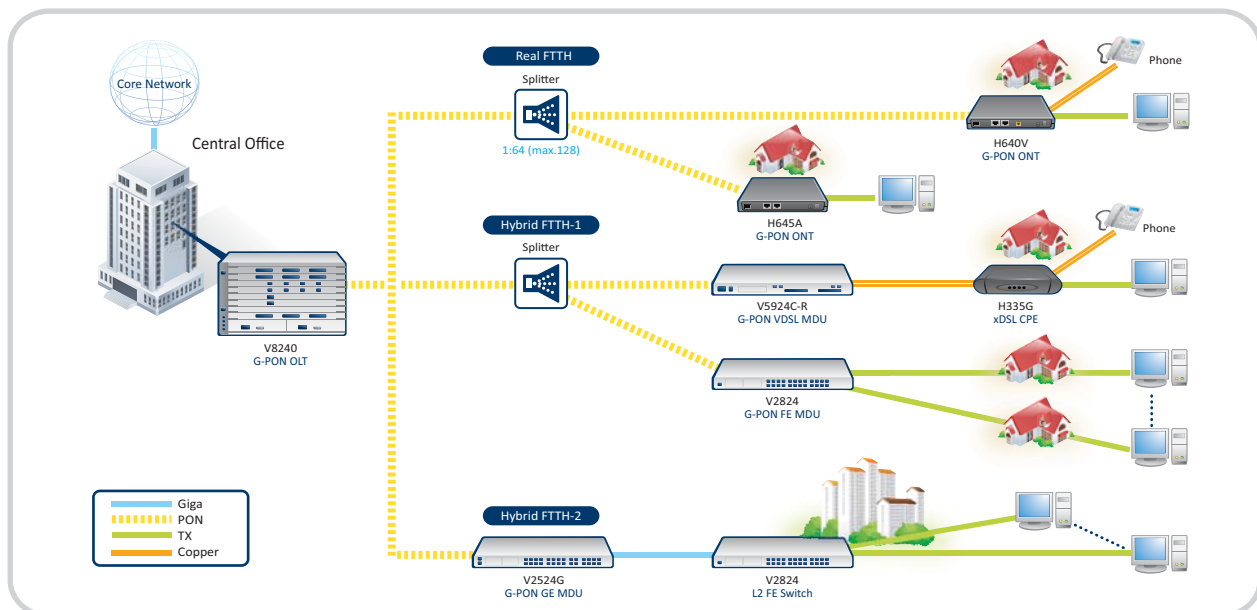 Core Network
Central Office
V8240
G-PON OLT
Real FTTH
Splitter
1:64 (max.128)
Phone
H640V
G-PON ONT
H645A
G-PON ONT
Hybrid FTTH-1
Splitter
Phone
V5924C-R
G-PON VDSL MDU
H335G
xDSL CPE
V2824
G-PON FE MDU
Giga
PON
TX
Copper
Hybrid FTTH-2
V2524G
G-PON GE MDU
V2824
L2 FE Switch